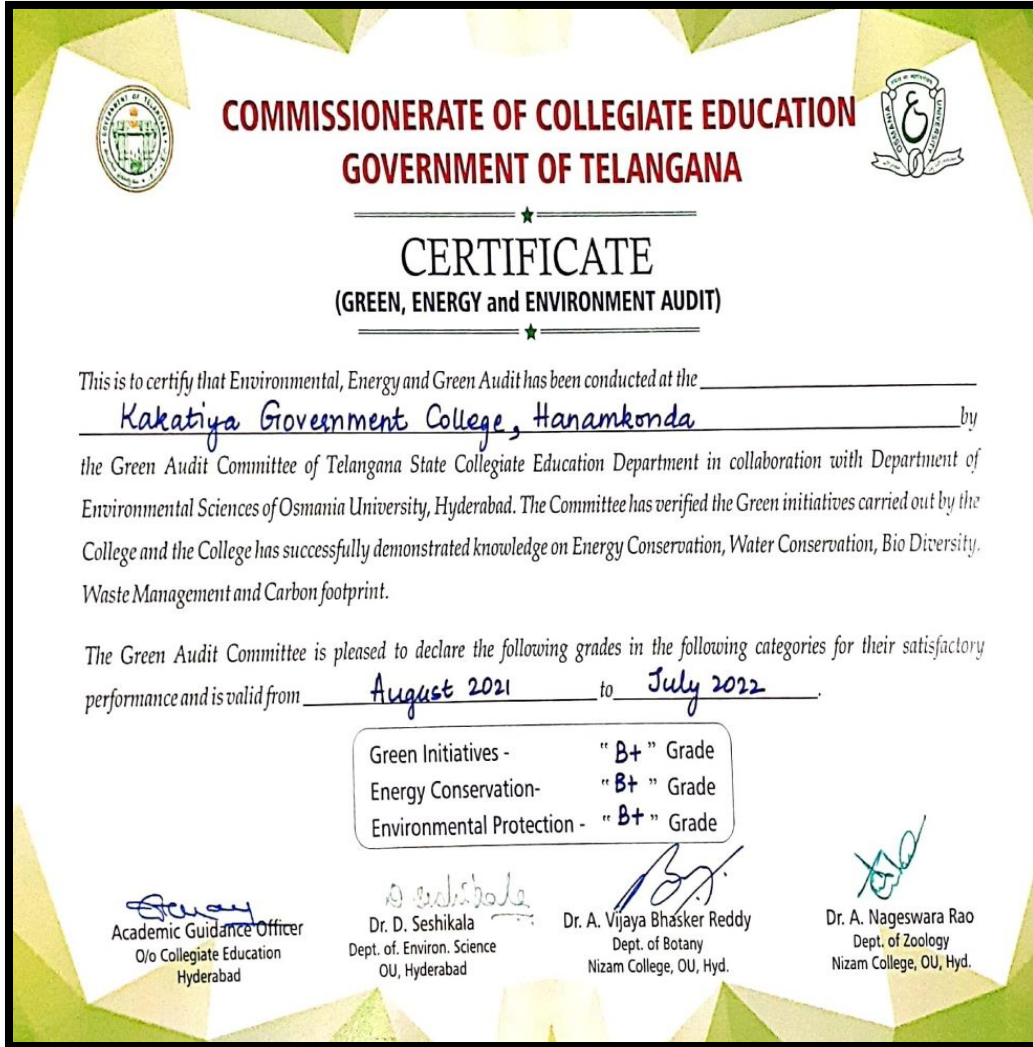 GOVERNMENT OF TELANGANA
OSMANIA UNIVERSITY
COMMISSIONERATE OF COLLEGIATE EDUCATION
GOVERNMENT OF TELANGANA
CERTIFICATE
(GREEN, ENERGY and ENVIRONMENT AUDIT)
This is to certify that Environmental, Energy and Green Audit has been conducted at the
Kakatiya Government College, Hanamkonda by
the Green Audit Committee of Telangana State Collegiate Education Department in collaboration with Department of
Environmental Sciences of Osmania University, Hyderabad. The Committee has verified the Green initiatives carried out by the
College and the College has successfully demonstrated knowledge on Energy Conservation, Water Conservation, Bio Diversity,
Waste Management and Carbon footprint.
The Green Audit Committee is pleased to declare the following grades in the following categories for their satisfactory
performance and is valid from August 2021 to July 2022.
Green Initiatives - "B+" Grade
Energy Conservation- "B+" Grade
Environmental Protection - "B+" Grade
D Seshikala
Academic Guidance Officer
O/o Collegiate Education
Hyderabad
Dr. D. Seshikala
Dept. of. Environ. Science
OU, Hyderabad
Dr. A. Vijaya Bhasker Reddy
Dept. of Botany
Nizam College, OU, Hyd.
Dr. A. Nageswara Rao
Dept. of Zoology
Nizam College, OU, Hyd.